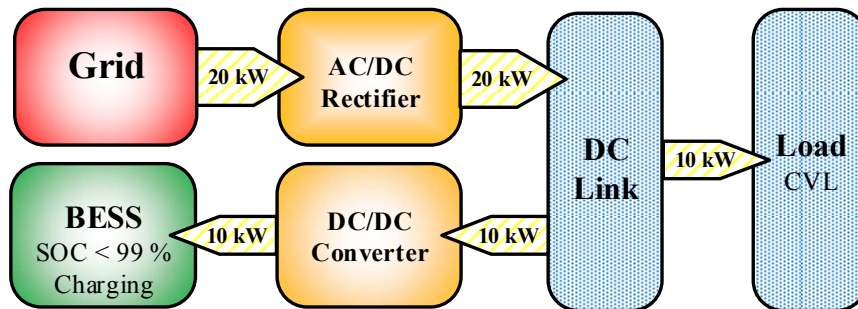 Grid
20 kW
AC/DC
Rectifier
20 kW
DC
Link
10 kW
Load
CVL
BESS
SOC < 99 %
Charging
10 kW
DC/DC
Converter
10 kW